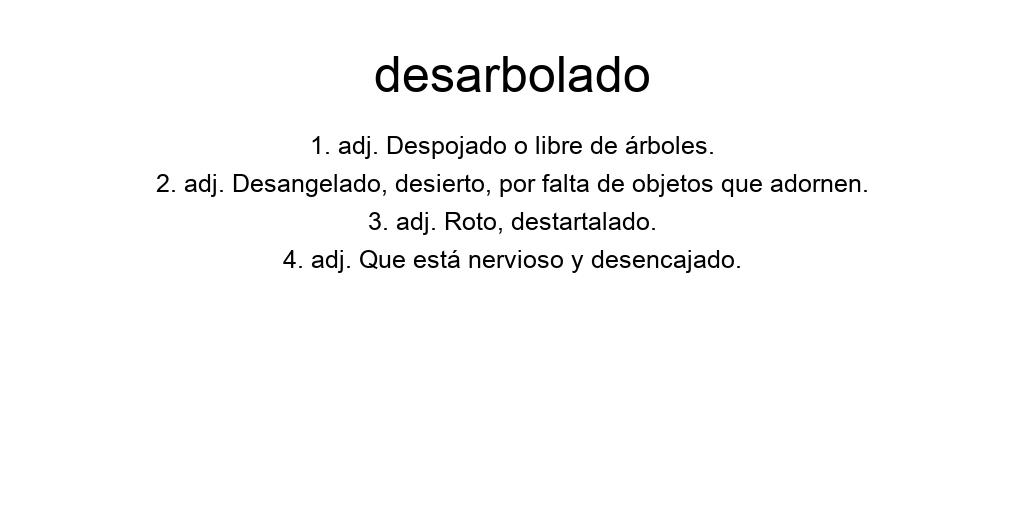 desarbolado
1. adj. Despojado o libre de árboles.
2. adj. Desangelado, desierto, por falta de objetos que adornen.
3. adj. Roto, destartalado.
4. adj. Que está nervioso y desencajado.